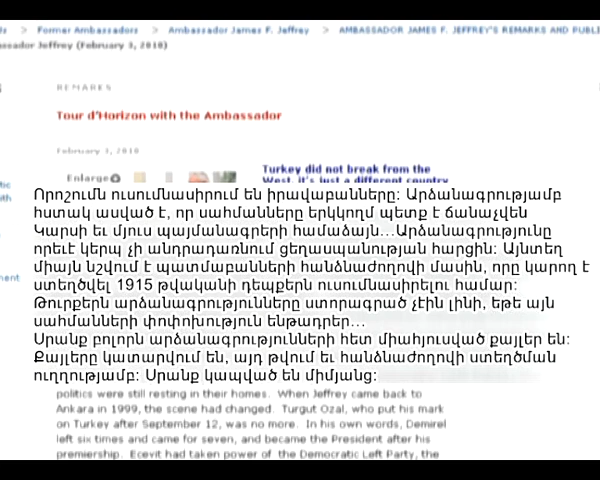 Former Ambassadors > Ambassador James F. Jeffrey > AMBASSADOR JAMES F. JEFFREY'S REMARKS AND
Jeffrey (February 3, 2010)
REMARKS
Tour d'Horizon with the Ambassador
February 3, 2010
Enlarge
Turkey did not break from the
West, it's just a different country
Որոշումն ուսումնասիրում են իրավաբանները: Արձանագրությամբ
հստակ ասված է, որ սահմանները երկկողմ պետք է ճանաչվեն
Կարսի եւ մյուս պայմանագրերի համաձայն...Արձանագրությունը
որեւէ կերպ չի անդրադառնում ցեղասպանության հարցին: Այնտեղ
միայն նշվում է պատմաբանների հանձնաժողովի մասին, որը կարող է
ստեղծվել 1915 թվականի դեպքերն ուսումնասիրելու համար:
Թուրքերն արձանագրությունները ստորագրած չէին լինի, եթե այն
սահմանների փոփոխություն ենթադրեր...
Սրանք բոլորն արձանագրությունների հետ միահյուսված քայլեր են:
Քայլերը կատարվում են, այդ թվում եւ հանձնաժողովի ստեղծման
ուղղությամբ: Սրանք կապված են միմյանց:
politics were still resting in their homes. When Jeffrey came back to
Ankara in 1999, the scene had changed. Turgut Ozal, who put his mark
on Turkey after September 12, was no more. In his own words, Demirel
left six times and came for seven, and became the President after his
premiership. Ecevit had taken power of the Democratic Left Party, the